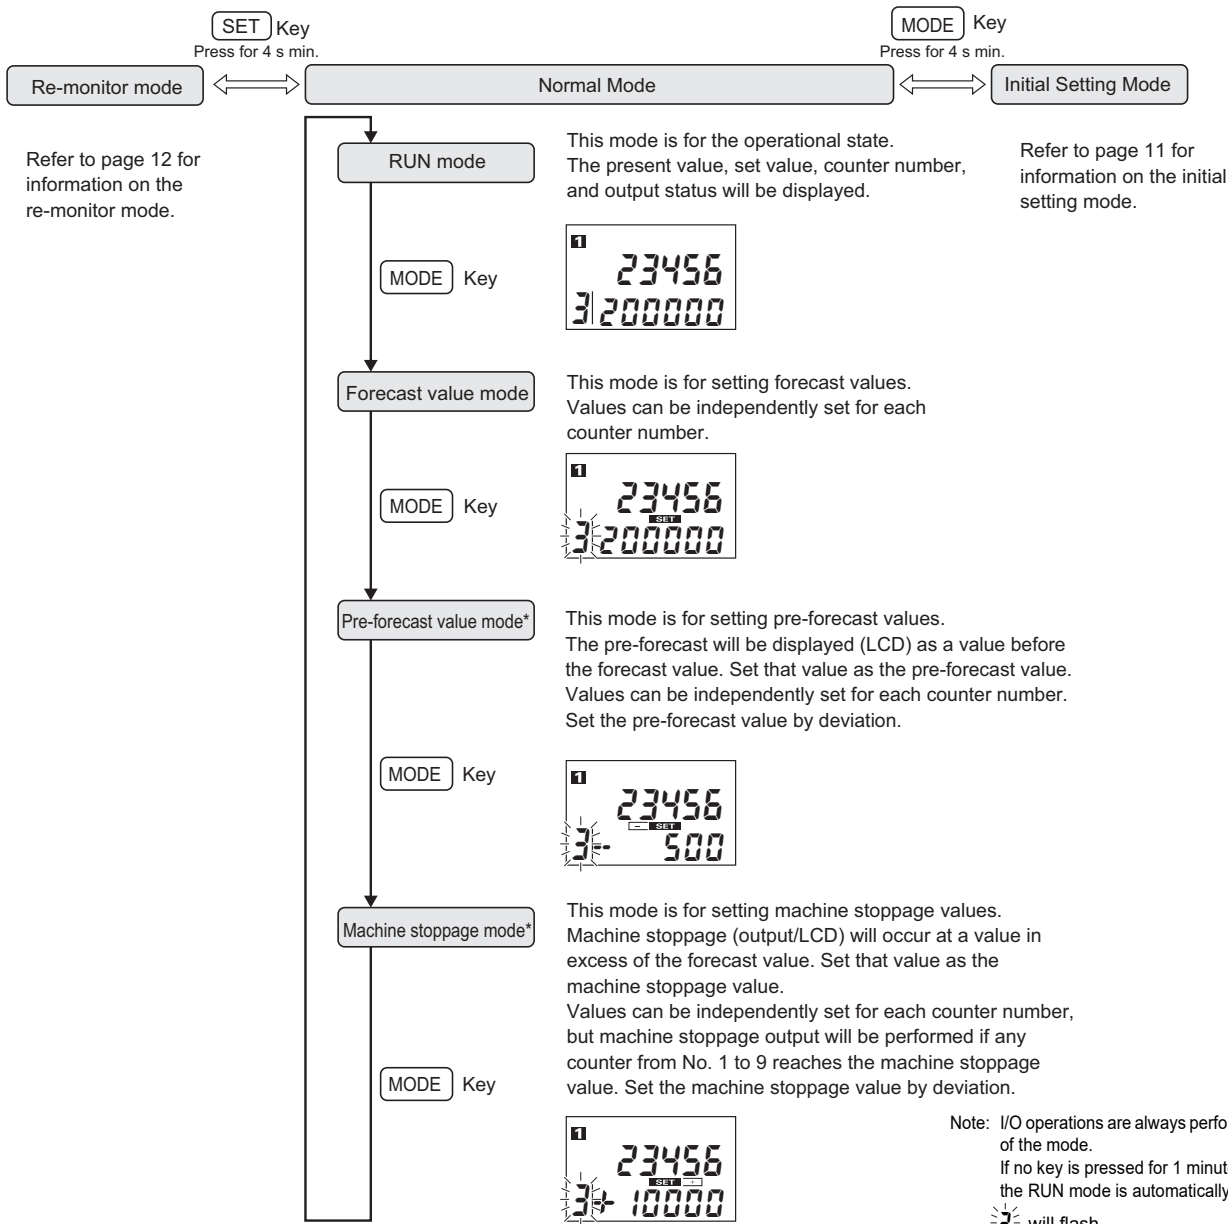 SET Key
Press for 4 s min.
MODE Key
Press for 4 s min.
Re-monitor mode
Normal Mode
Initial Setting Mode
Refer to page 12 for
information on the
re-monitor mode.
RUN mode
This mode is for the operational state.
The present value, set value, counter number,
and output status will be displayed.
Refer to page 11 for
information on the initial
setting mode.
1
23456
3 200000
MODE Key
Forecast value mode
This mode is for setting forecast values.
Values can be independently set for each
counter number.
1
23456
SET
3 200000
MODE Key
Pre-forecast value mode*
This mode is for setting pre-forecast values.
The pre-forecast will be displayed (LCD) as a value before
the forecast value. Set that value as the pre-forecast value.
Values can be independently set for each counter number.
Set the pre-forecast value by deviation.
MODE Key
1
23456
- SET
3 -- 500
Machine stoppage mode*
This mode is for setting machine stoppage values.
Machine stoppage (output/LCD) will occur at a value in
excess of the forecast value. Set that value as the
machine stoppage value.
Values can be independently set for each counter number,
but machine stoppage output will be performed if any
counter from No. 1 to 9 reaches the machine stoppage
value. Set the machine stoppage value by deviation.
MODE Key
1
23456
SET +
3 + 10000
Note: I/O operations are always perfo
of the mode.
If no key is pressed for 1 minut
the RUN mode is automatically
3 will flash